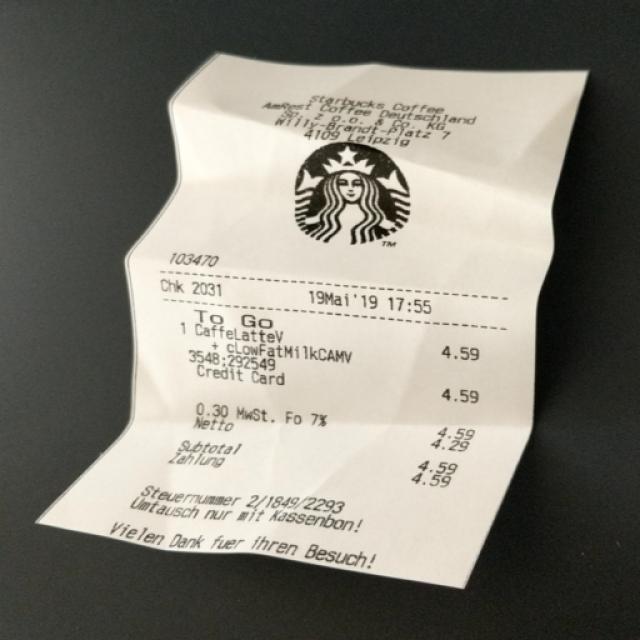 Starbucks Coffee
AmRest Coffee Deutschland
Sp. z o.o. & Co. KG
Willy-Brandt-Platz 7
4109 Leipzig
TM
103470
Chk 2031 19Mai'19 17:55
To Go
1 CaffeLatteV 4.59
+ cLowFatMilkCAMV
3548:292549
Credit Card 4.59
0.30 MwSt. Fo 7% 4.59
Netto 4.29
Subtotal 4.59
Zahlung 4.59
Steuernummer 2/1849/2293
Umtausch nur mit Kassenbon!
Vielen Dank fuer ihren Besuch!